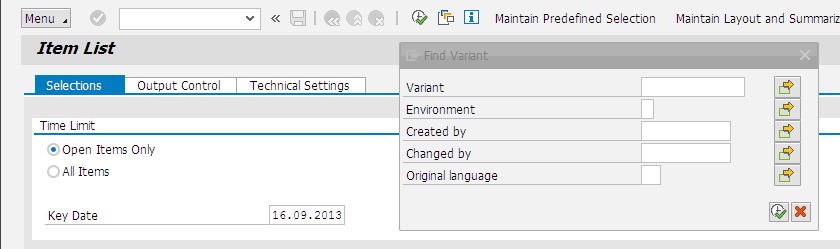 Menu
Maintain Predefined Selection
Maintain Layout and Summariz
Item List
Find Variant
Selections
Output Control
Technical Settings
Time Limit
Open Items Only
All Items
Key Date
16.09.2013
Variant
Environment
Created by
Changed by
Original language